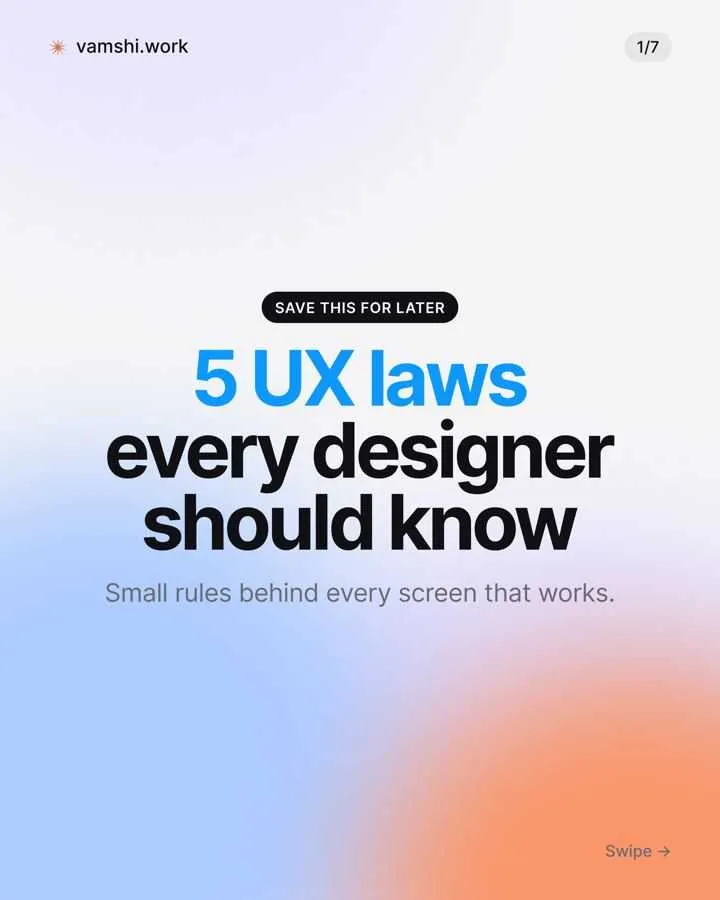 vamshi.work
1/7
SAVE THIS FOR LATER
5 UX laws
every designer
should know
Small rules behind every screen that works.
Swipe →